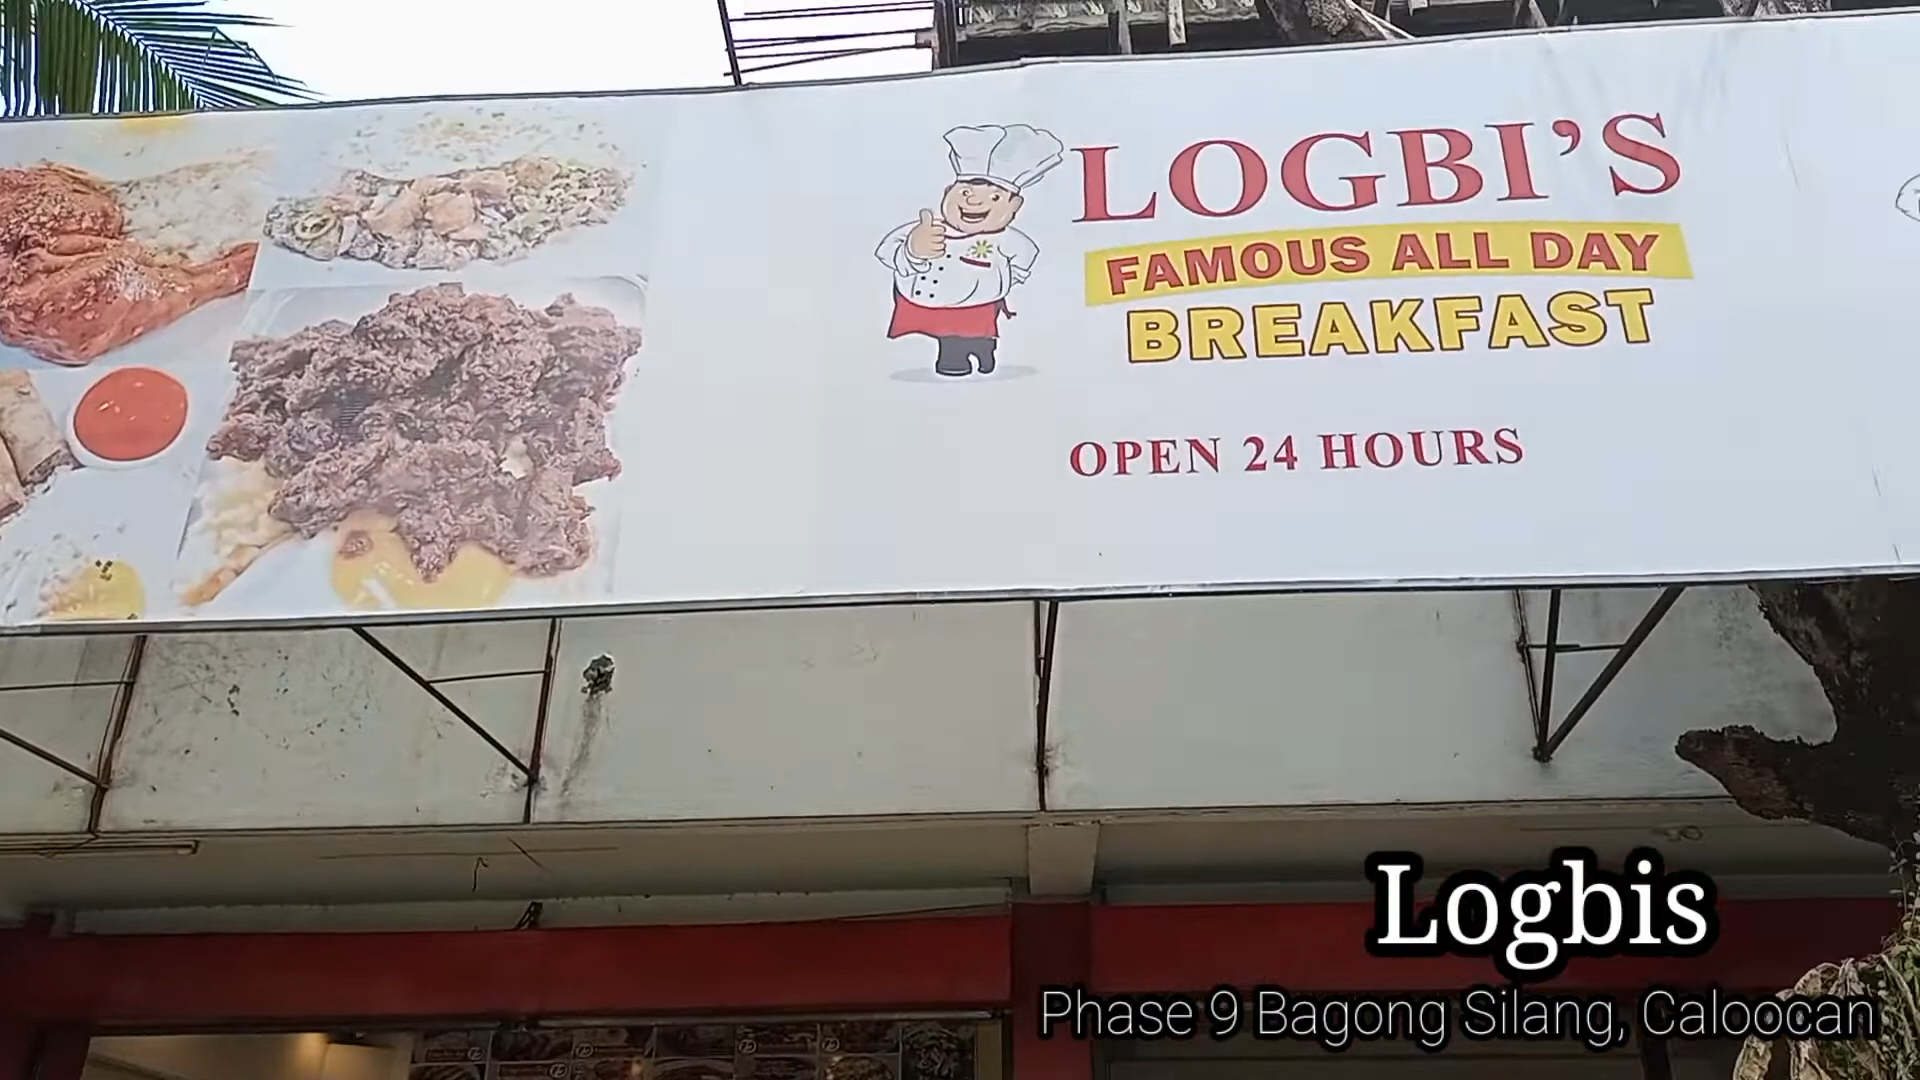 LOGBI'S
FAMOUS ALL DAY
BREAKFAST
OPEN 24 HOURS
Logbis
Phase 9 Bagong Silang, Caloocan